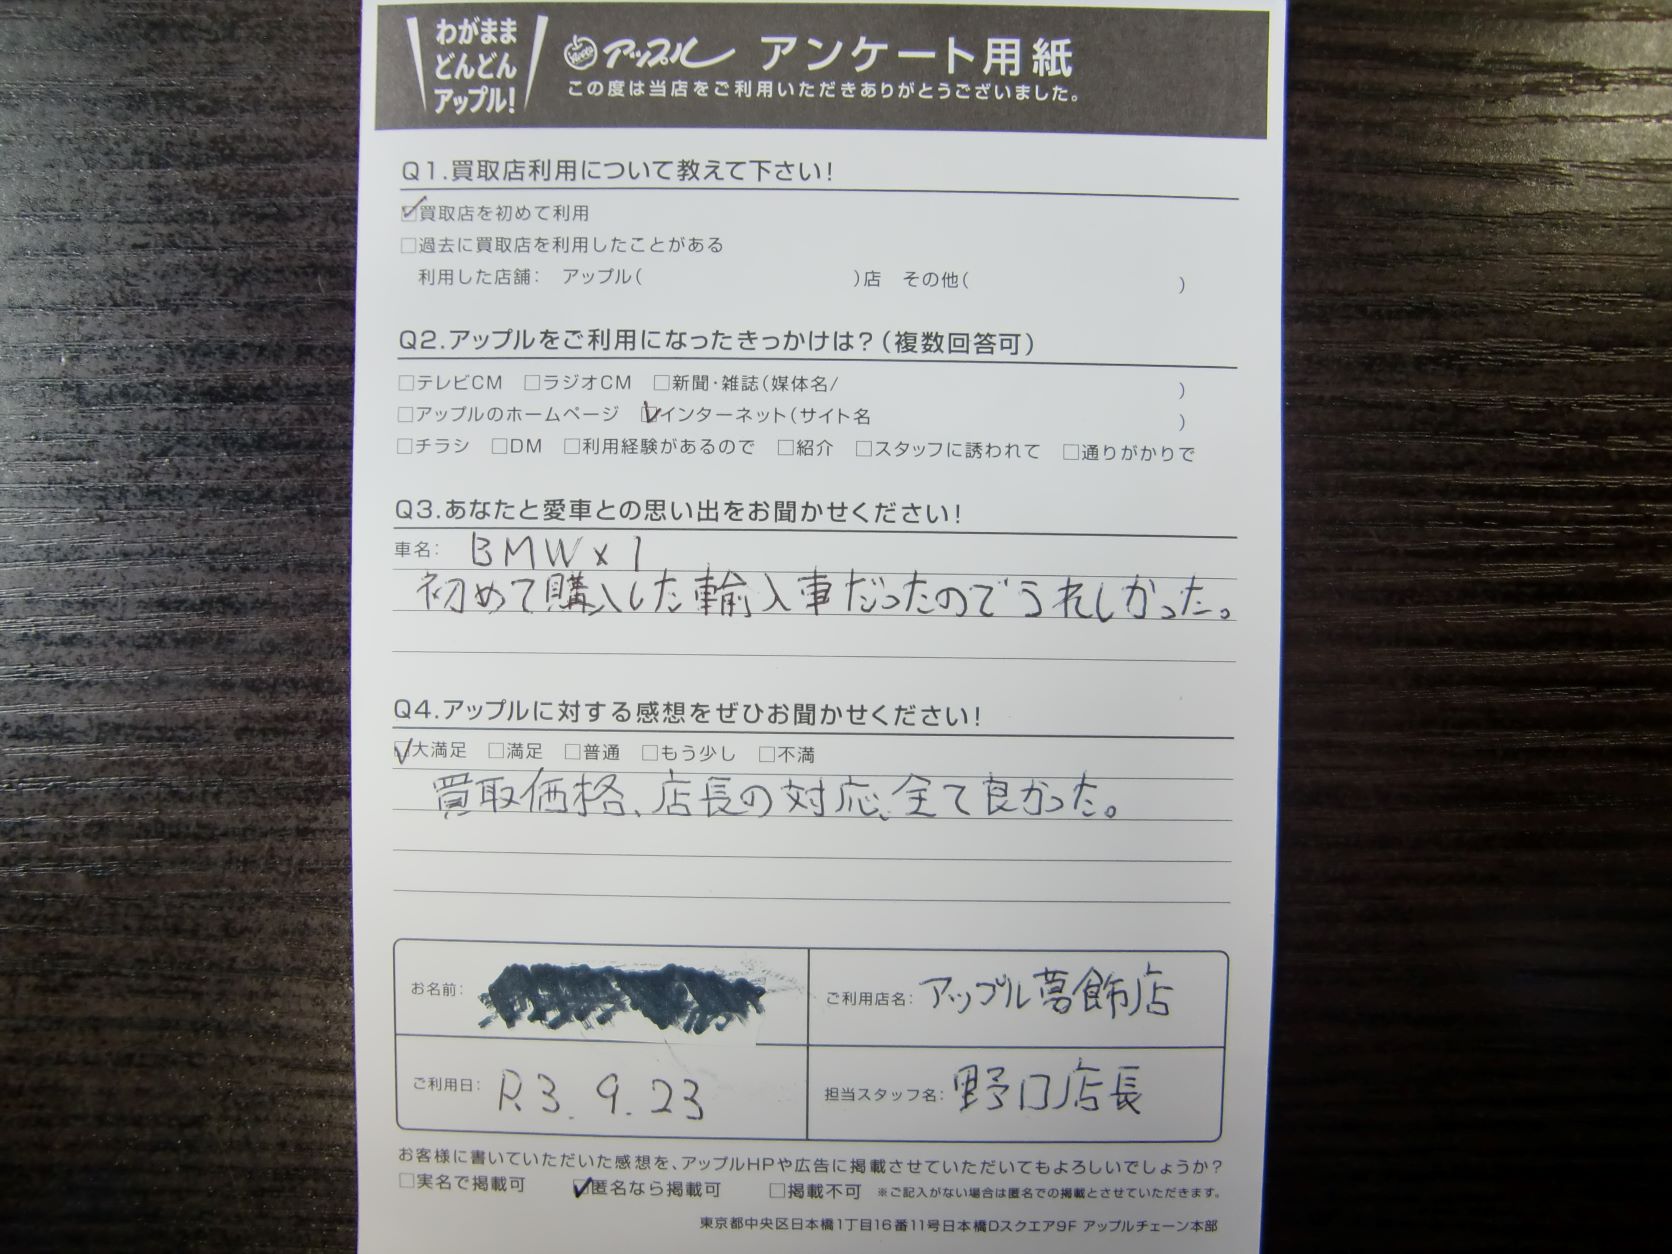 わがまま
どんどん
アップル!
アップル アンケート用紙
この度は当店をご利用いただきありがとうございました。
Q1.買取店利用について教えて下さい!
☑買取店を初めて利用
□過去に買取店を利用したことがある
利用した店舗: アップル( )店 その他( )
Q2.アップルをご利用になったきっかけは?(複数回答可)
□テレビCM □ラジオCM □新聞・雑誌(媒体名/ )
□アップルのホームページ ☑インターネット(サイト名 )
□チラシ □DM □利用経験があるので □紹介 □スタッフに誘われて □通りがかりで
Q3.あなたと愛車との思い出をお聞かせください!
車名: BMW x1
初めて購入した輸入車だったのでうれしかった。
Q4.アップルに対する感想をぜひお聞かせください!
☑大満足 □満足 □普通 □もう少し □不満
買取価格、店長の対応、全て良かった。
お名前: ご利用店名: アップル葛飾店
ご利用日: R3.9.23 担当スタッフ名: 野口店長
お客様に書いていただいた感想を、アップルHPや広告に掲載させていただいてもよろしいでしょうか?
□実名で掲載可 ☑匿名なら掲載可 □掲載不可 ※ご記入がない場合は匿名での掲載とさせていただきます。
東京都中央区日本橋1丁目16番11号日本橋Dスクエア9F アップルチェーン本部